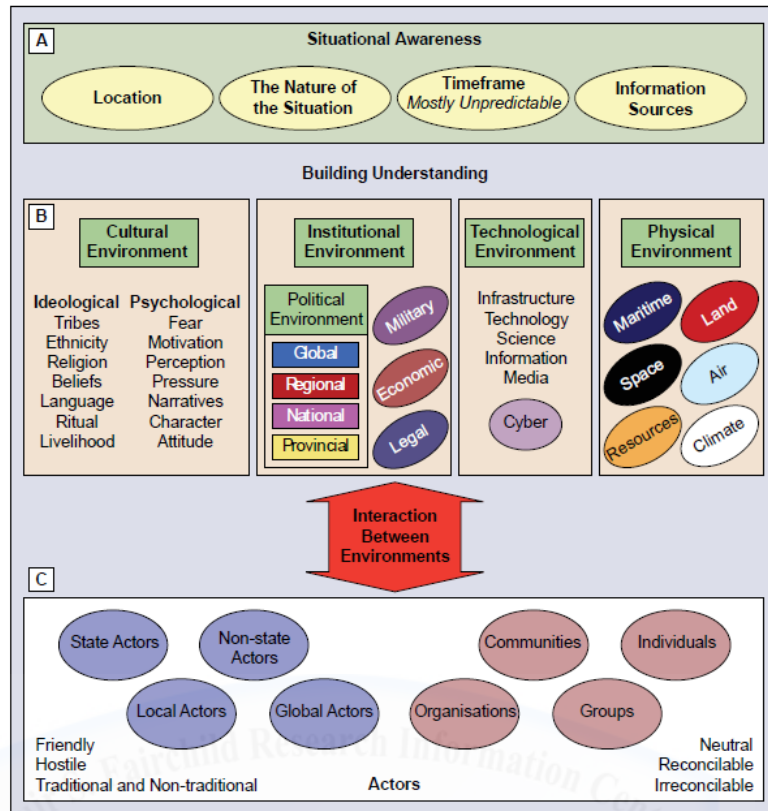 A
Situational Awareness
Location
The Nature of
the Situation
Timeframe
Mostly Unpredictable
Information
Sources
Building Understanding
B
Cultural
Environment
Ideological
Tribes
Ethnicity
Religion
Beliefs
Language
Ritual
Livelihood
Psychological
Fear
Motivation
Perception
Pressure
Narratives
Character
Attitude
Institutional
Environment
Political
Environment
Global
Regional
National
Provincial
Military
Economic
Legal
Technological
Environment
Infrastructure
Technology
Science
Information
Media
Cyber
Physical
Environment
Maritime
Land
Space
Air
Resources
Climate
Interaction
Between
Environments
C
State Actors
Non-state
Actors
Communities
Individuals
Local Actors
Global Actors
Organisations
Groups
Friendly
Hostile
Traditional and Non-traditional
Actors
Neutral
Reconcilable
Irreconcilable
Fairchild Research Information